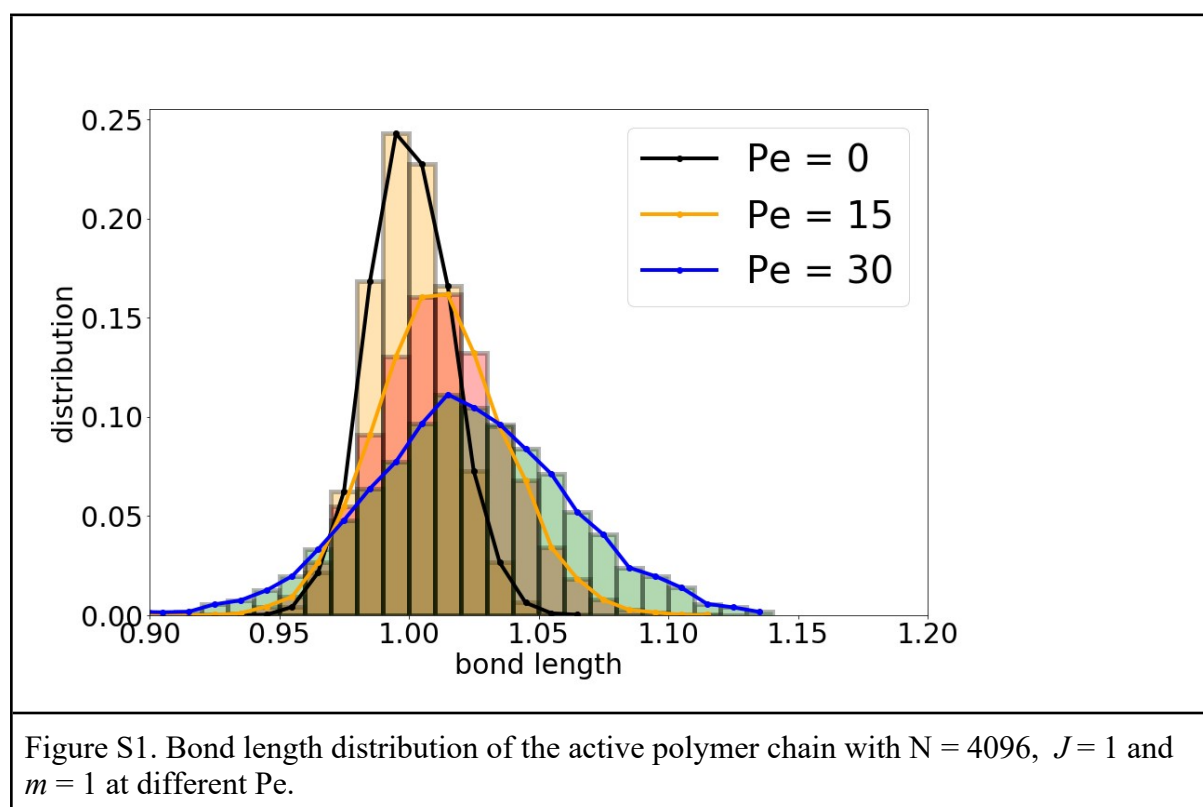 0.25
0.20
0.15
0.10
0.05
0.00
distribution
Pe = 0
Pe = 15
Pe = 30
0.90 0.95 1.00 1.05 1.10 1.15 1.20
bond length
Figure S1. Bond length distribution of the active polymer chain with N = 4096, J = 1 and
m = 1 at different Pe.